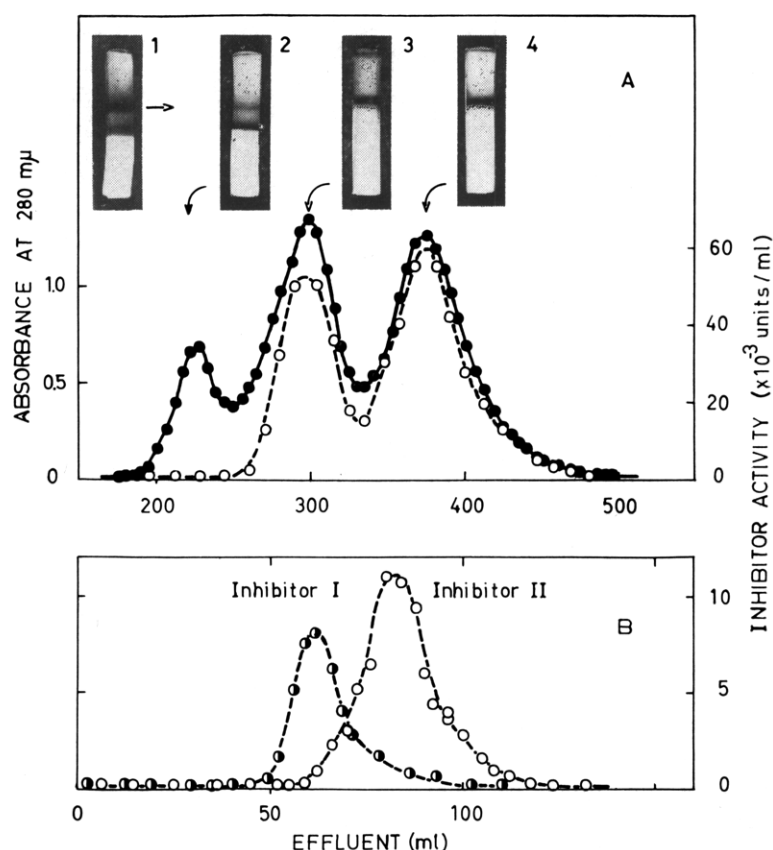 1 2 3 4
A
ABSORBANCE AT 280 mµ
1.0
0.5
0
60
40
20
0
200 300 400 500
INHIBITOR ACTIVITY (x10⁻³ units/ml)
Inhibitor I Inhibitor II
B
10
5
0
0 50 100
EFFLUENT (ml)